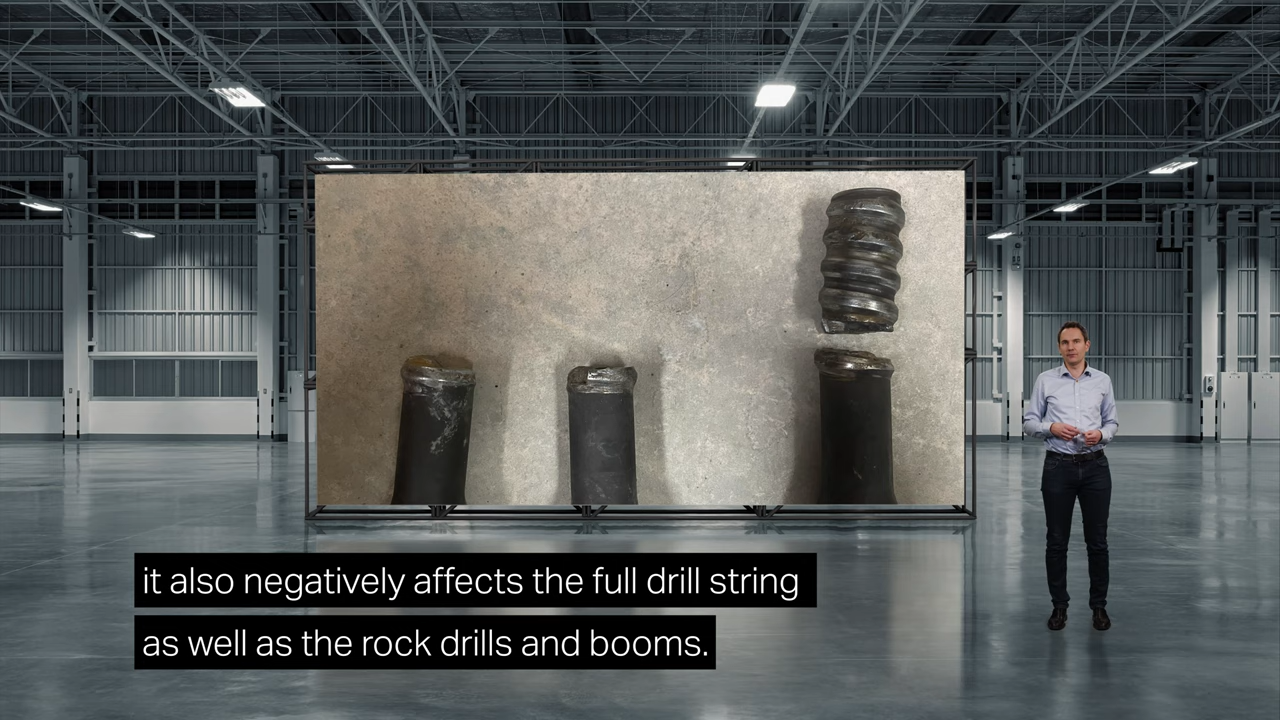 it also negatively affects the full drill string
as well as the rock drills and booms.